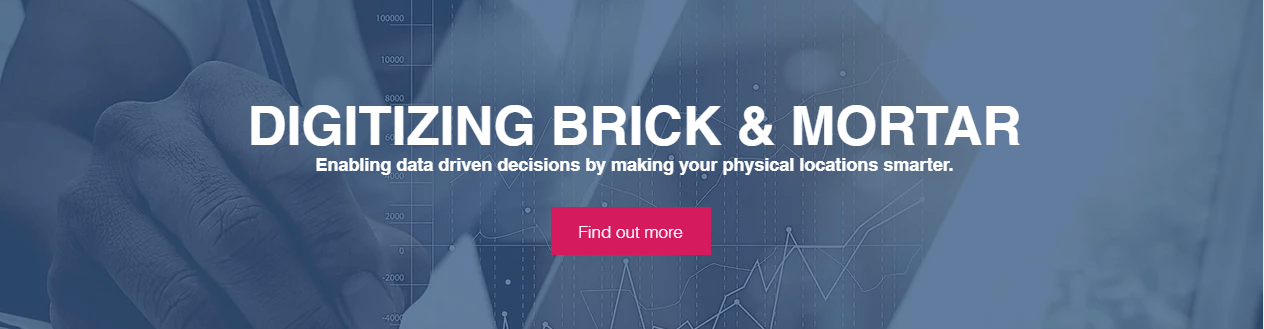 100000
10000
8000
DIGITIZING BRICK & MORTAR
Enabling data driven decisions by making your physical locations smarter.
4000
2000
Find out more
0
-2000
-4000